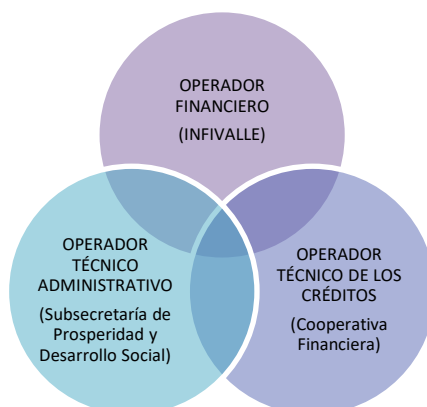 OPERADOR
FINANCIERO
(INFIVALLE)
OPERADOR
TÉCNICO
ADMINISTRATIVO
(Subsecretaría de
Prosperidad y
Desarrollo Social)
OPERADOR
TÉCNICO DE LOS
CRÉDITOS
(Cooperativa
Financiera)